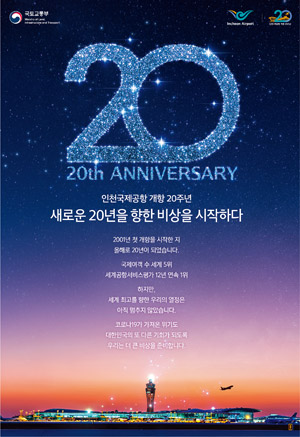 국토교통부
Ministry of Land,
Infrastructure and Transport
Incheon Airport
20
20
20th ANNIVERSARY
인천국제공항 개항 20주년
새로운 20년을 향한 비상을 시작하다
2001년 첫 개항을 시작한 지
올해로 20년이 되었습니다.
국제여객 수 세계 5위
세계공항서비스평가 12년 연속 1위
하지만,
세계 최고를 향한 우리의 열정은
아직 멈추지 않았습니다.
코로나19가 가져온 위기도
대한민국의 또 다른 기회가 되도록
우리는 더 큰 비상을 준비합니다.